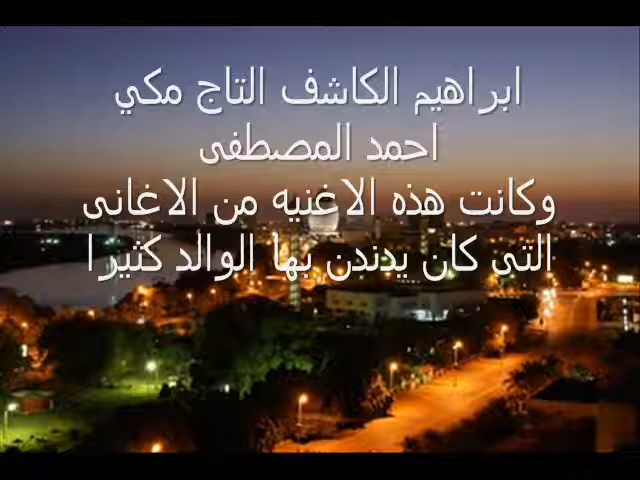 ابراهيم الكاشف التاج مكي
احمد المصطفى
وكانت هذه الاغنيه من الاغانى
التى كان يدندن بها الوالد كثيرا